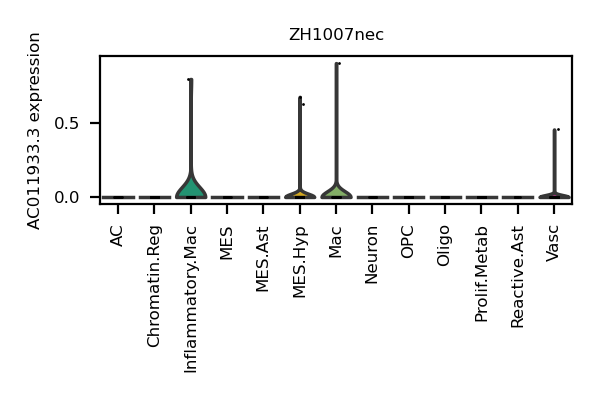 ZH1007nec
AC011933.3 expression
0.5
0.0
AC
Chromatin.Reg
Inflammatory.Mac
MES
MES.Ast
MES.Hyp
Mac
Neuron
OPC
Oligo
Prolif.Metab
Reactive.Ast
Vasc